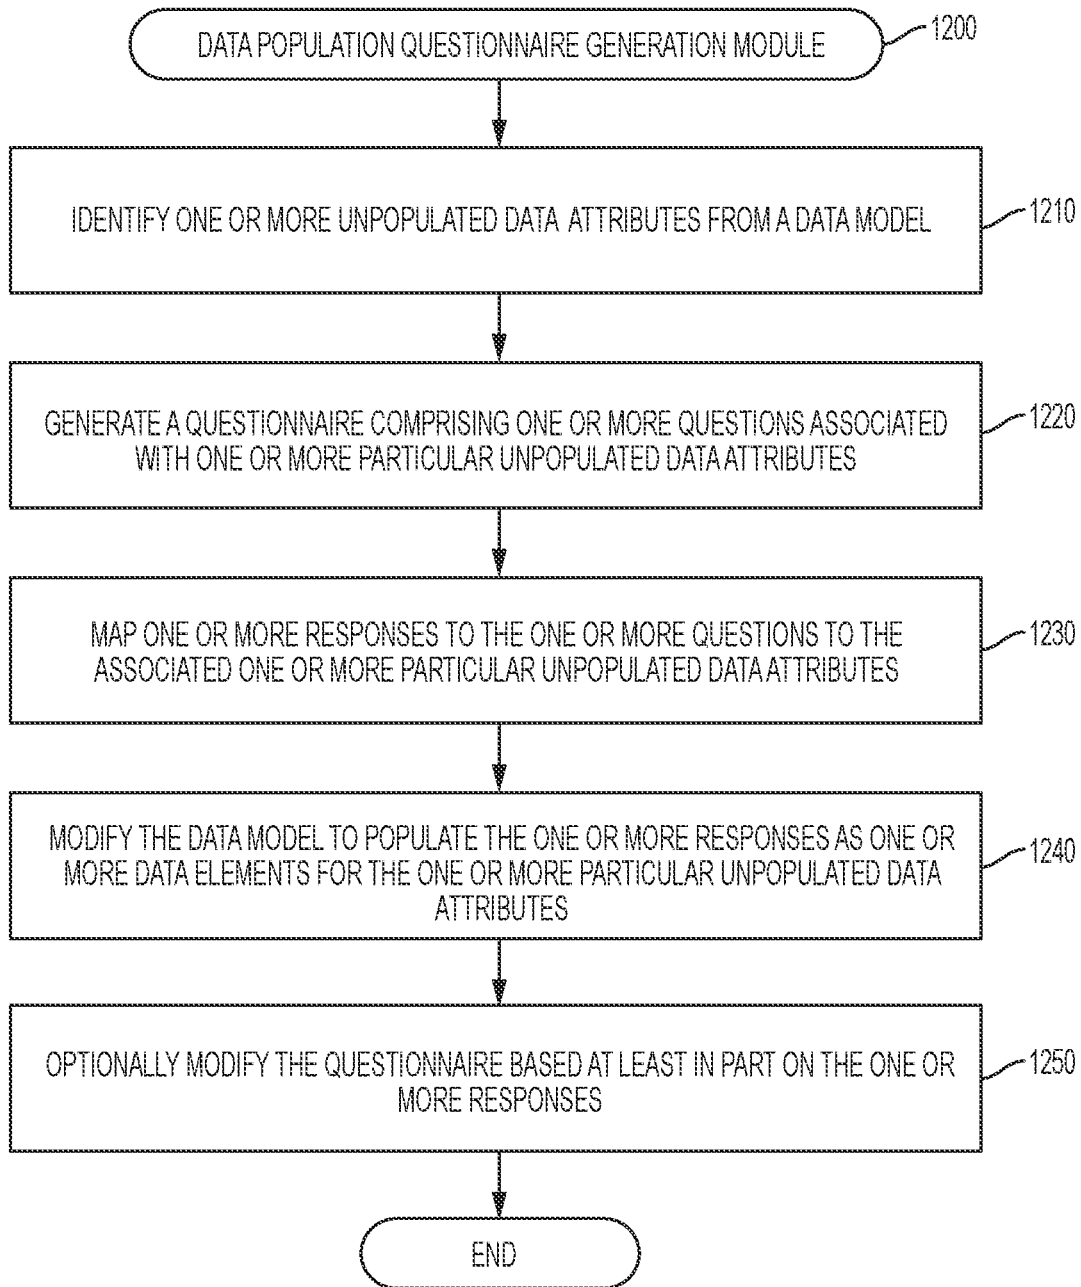 DATA POPULATION QUESTIONNAIRE GENERATION MODULE
1200
IDENTIFY ONE OR MORE UNPOPULATED DATA ATTRIBUTES FROM A DATA MODEL
1210
GENERATE A QUESTIONNAIRE COMPRISING ONE OR MORE QUESTIONS ASSOCIATED
WITH ONE OR MORE PARTICULAR UNPOPULATED DATA ATTRIBUTES
1220
MAP ONE OR MORE RESPONSES TO THE ONE OR MORE QUESTIONS TO THE
ASSOCIATED ONE OR MORE PARTICULAR UNPOPULATED DATA ATTRIBUTES
1230
MODIFY THE DATA MODEL TO POPULATE THE ONE OR MORE RESPONSES AS ONE OR
MORE DATA ELEMENTS FOR THE ONE OR MORE PARTICULAR UNPOPULATED DATA
ATTRIBUTES
1240
OPTIONALLY MODIFY THE QUESTIONNAIRE BASED AT LEAST IN PART ON THE ONE OR
MORE RESPONSES
1250
END